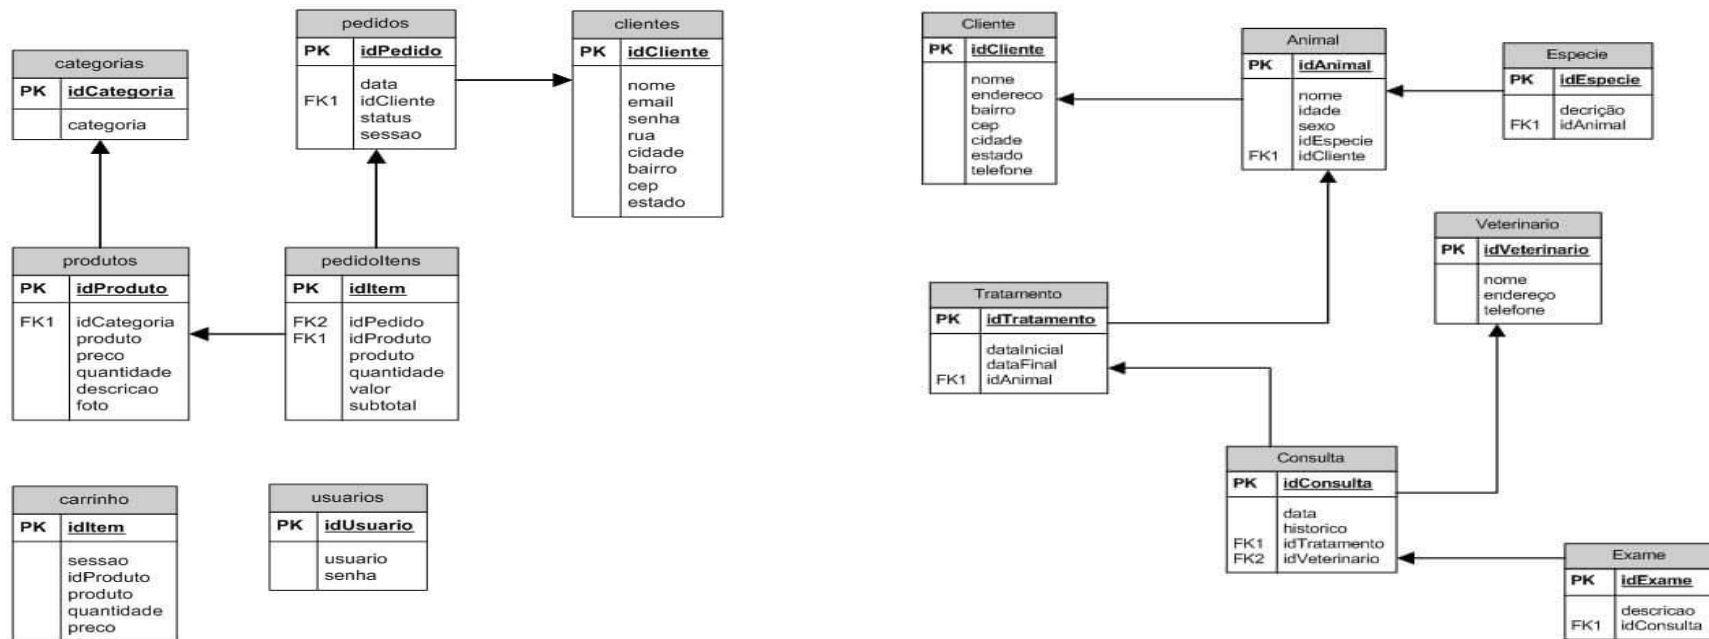 categorias
PK idCategoria
categoria
pedidos
PK idPedido
data
FK1 idCliente
status
sessao
clientes
PK idCliente
nome
email
senha
rua
cidade
bairro
cep
estado
produtos
PK idProduto
FK1 idCategoria
produto
preco
quantidade
descricao
foto
pedidoItens
PK idItem
FK2 idPedido
FK1 idProduto
produto
quantidade
valor
subtotal
carrinho
PK idItem
sessao
idProduto
produto
quantidade
preco
usuarios
PK idUsuario
usuario
senha
Cliente
PK idCliente
nome
endereco
bairro
cep
cidade
estado
telefone
Animal
PK idAnimal
nome
idade
sexo
idEspecie
FK1 idCliente
Especie
PK idEspecie
decrição
FK1 idAnimal
Veterinario
PK idVeterinario
nome
endereço
telefone
Tratamento
PK idTratamento
dataInicial
dataFinal
FK1 idAnimal
Consulta
PK idConsulta
data
historico
FK1 idTratamento
FK2 idVeterinario
Exame
PK idExame
descricao
FK1 idConsulta